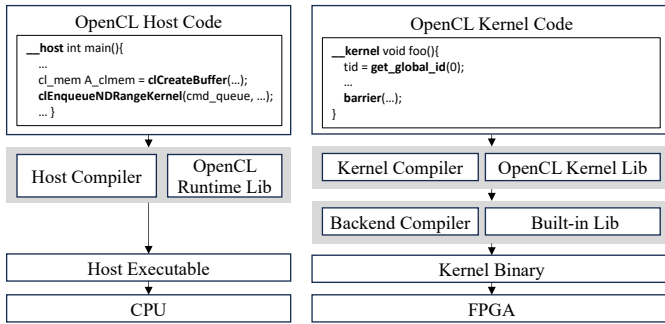 OpenCL Host Code
__host int main(){
…
cl_mem A_clmem = clCreateBuffer(…);
clEnqueueNDRangeKernel(cmd_queue, …);
… }
Host Compiler
OpenCL
Runtime Lib
Host Executable
CPU
OpenCL Kernel Code
__kernel void foo(){
tid = get_global_id(0);
…
barrier(…);
}
Kernel Compiler
OpenCL Kernel Lib
Backend Compiler
Built-in Lib
Kernel Binary
FPGA